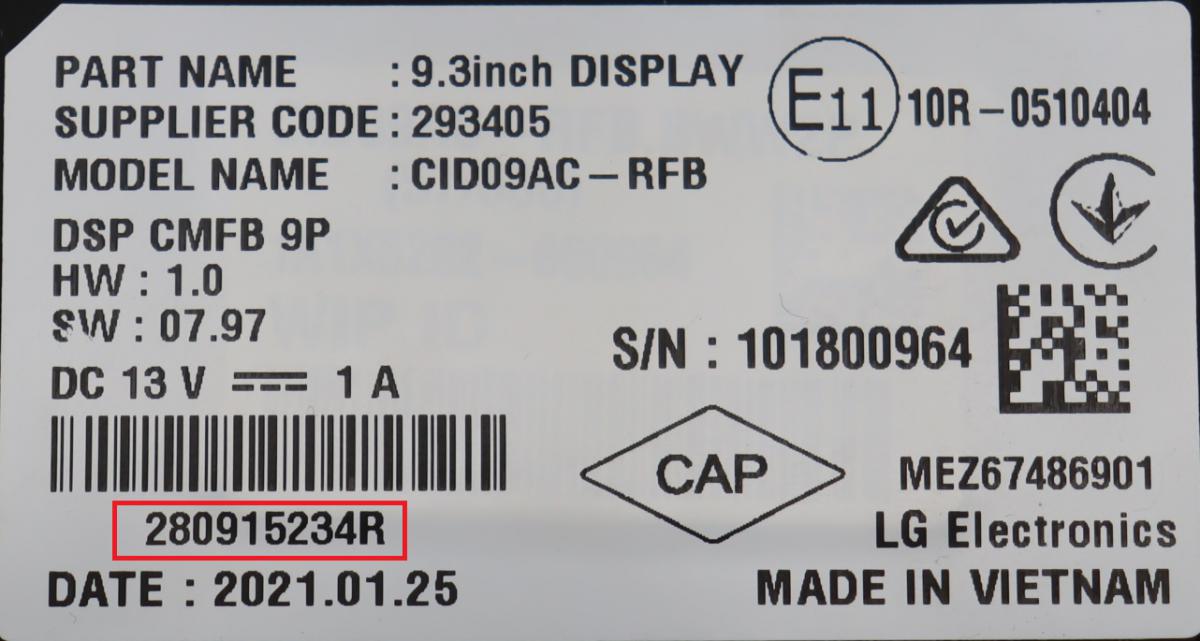 PART NAME : 9.3inch DISPLAY
SUPPLIER CODE : 293405
MODEL NAME : CID09AC-RFB
E11 10R-0510404
DSP CMFB 9P
HW : 1.0
SW : 07.97
DC 13 V 1 A
S/N : 101800964
280915234R
CAP
MEZ67486901
LG Electronics
DATE : 2021.01.25
MADE IN VIETNAM